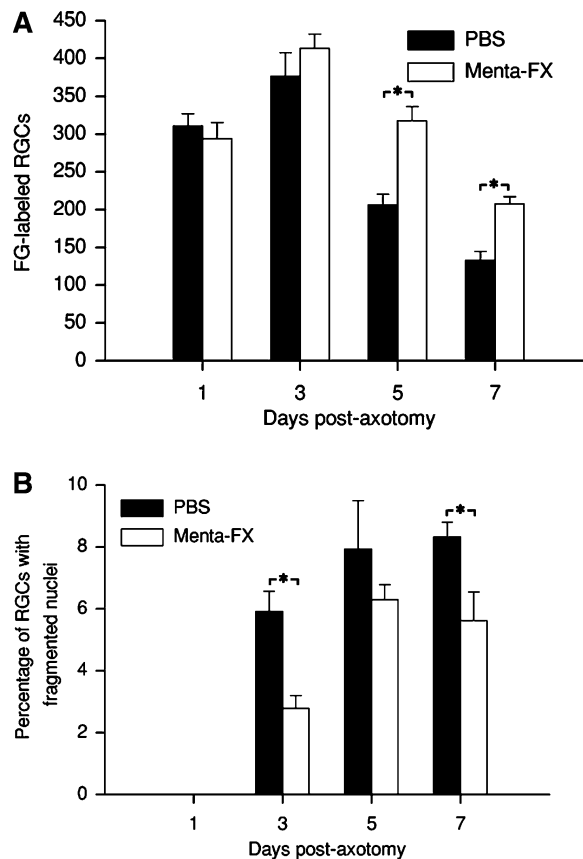 A
FG-labeled RGCs
450
400
350
300
250
200
150
100
50
0
PBS
Menta-FX
*
*
1 3 5 7
Days post-axotomy
B
Percentage of RGCs with
fragmented nuclei
10
8
6
4
2
0
PBS
Menta-FX
*
*
1 3 5 7
Days post-axotomy